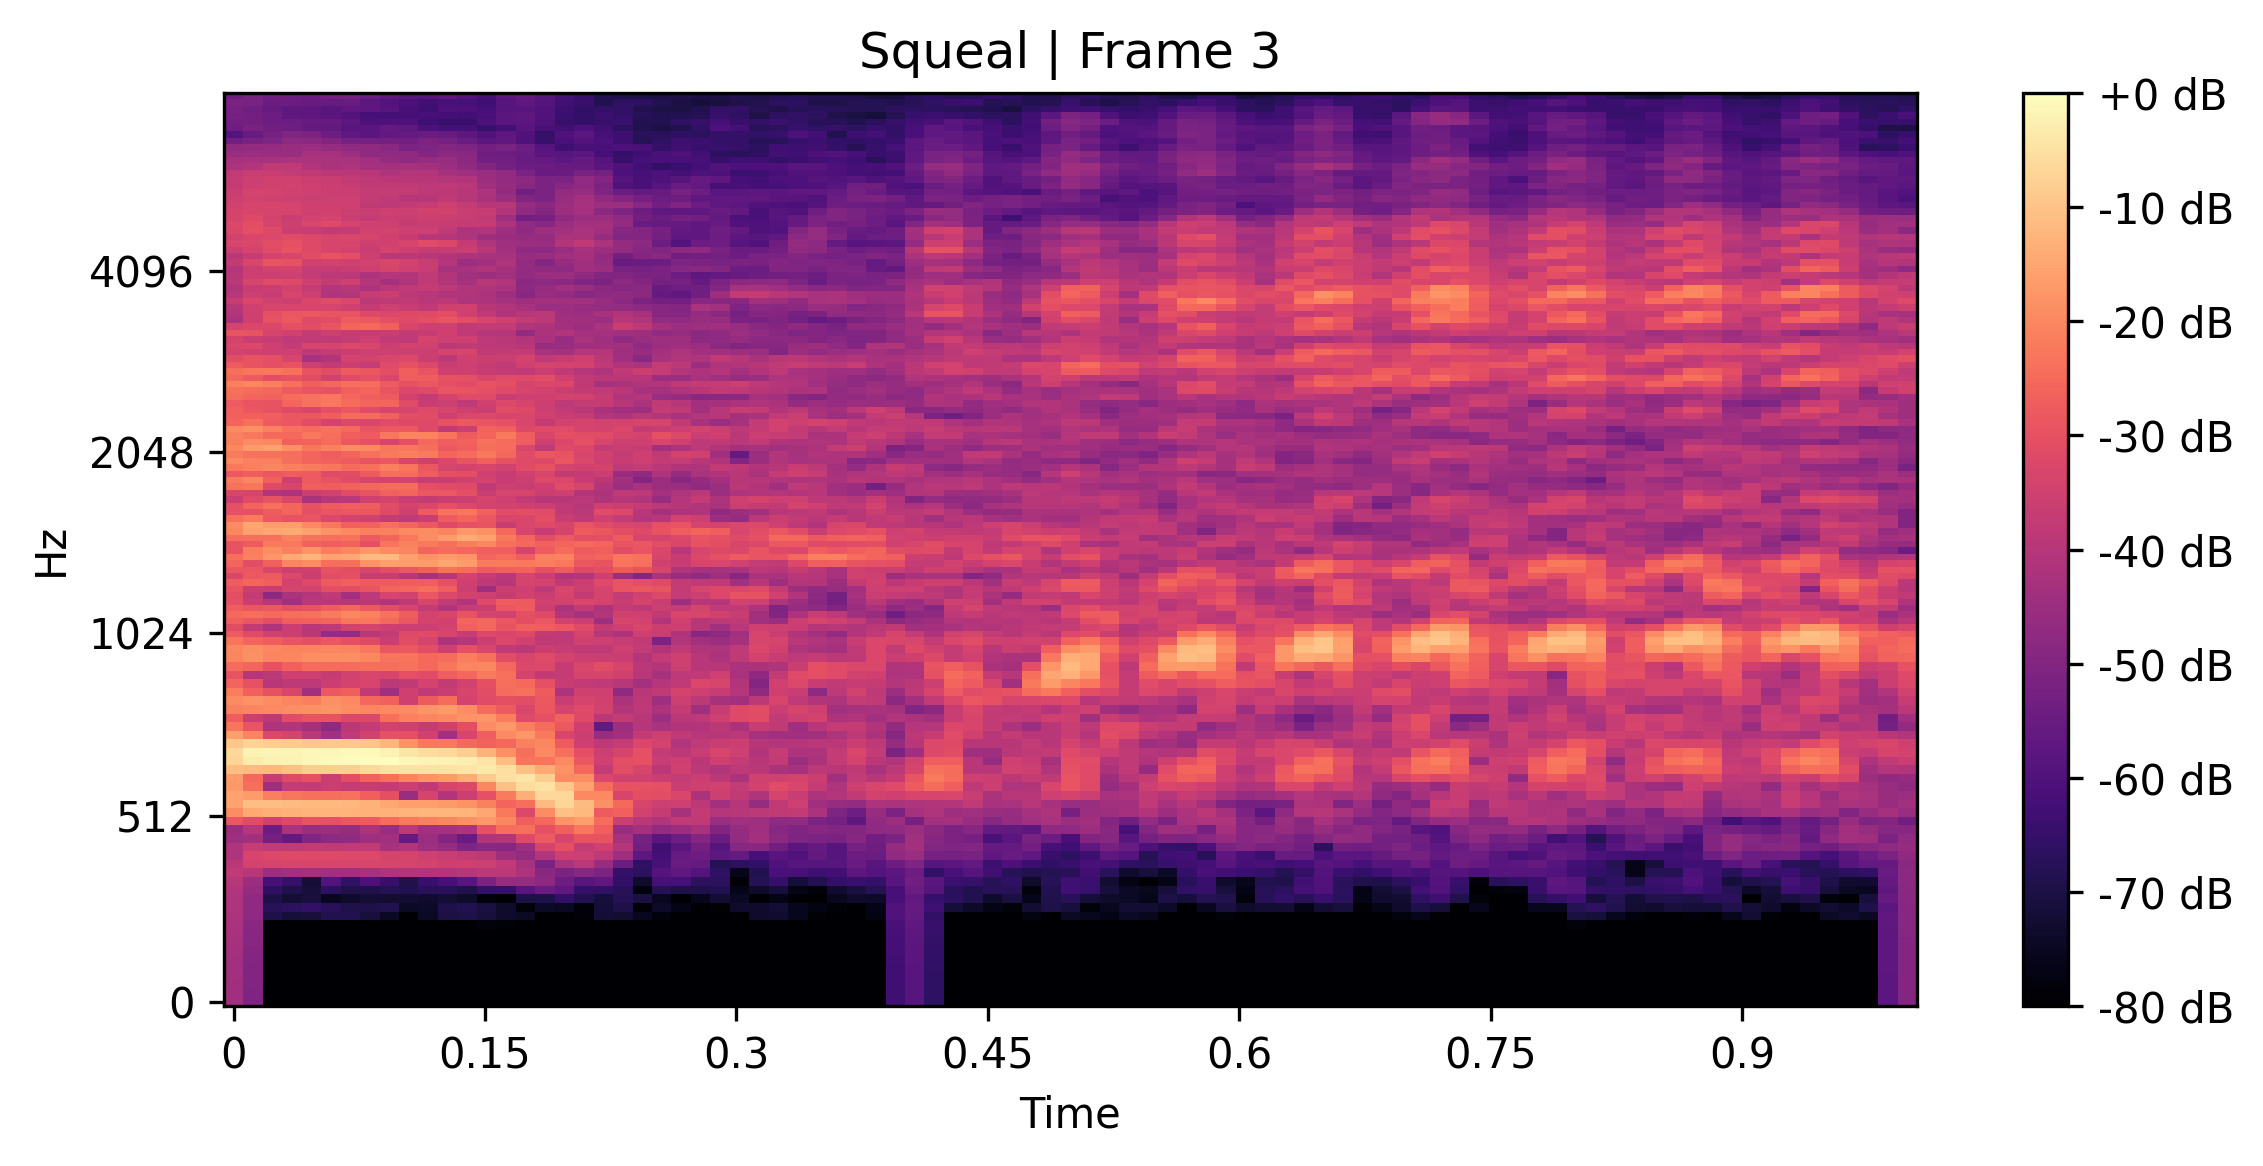 Squeal | Frame 3
+0 dB
-10 dB
-20 dB
-30 dB
-40 dB
-50 dB
-60 dB
-70 dB
-80 dB
Hz
4096
2048
1024
512
0
0 0.15 0.3 0.45 0.6 0.75 0.9
Time